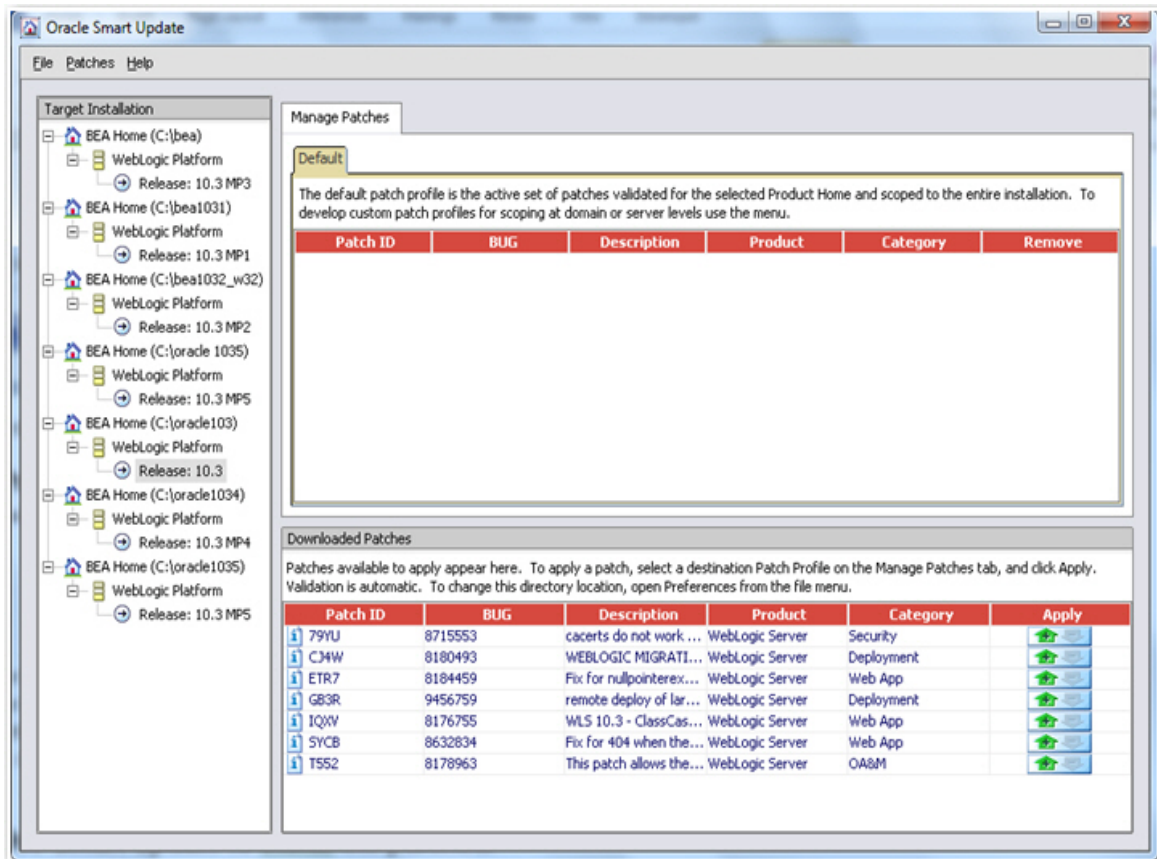 Oracle Smart Update
File Patches Help
Target Installation
BEA Home (C:\bea)
WebLogic Platform
Release: 10.3 MP3
BEA Home (C:\bea1031)
WebLogic Platform
Release: 10.3 MP1
BEA Home (C:\bea1032_w32)
WebLogic Platform
Release: 10.3 MP2
BEA Home (C:\oracle 1035)
WebLogic Platform
Release: 10.3 MP5
BEA Home (C:\oracle103)
WebLogic Platform
Release: 10.3
BEA Home (C:\oracle1034)
WebLogic Platform
Release: 10.3 MP4
BEA Home (C:\oracle1035)
WebLogic Platform
Release: 10.3 MP5
Manage Patches
Default
The default patch profile is the active set of patches validated for the selected Product Home and scoped to the entire installation. To
develop custom patch profiles for scoping at domain or server levels use the menu.
Patch ID BUG Description Product Category Remove
Downloaded Patches
Patches available to apply appear here. To apply a patch, select a destination Patch Profile on the Manage Patches tab, and click Apply.
Validation is automatic. To change this directory location, open Preferences from the file menu.
Patch ID BUG Description Product Category Apply
79YU 8715553 cacerts do not work ... WebLogic Server Security
CJ4W 8180493 WEBLOGIC MIGRATI... WebLogic Server Deployment
ETR7 8184459 Fix for nullpointerex... WebLogic Server Web App
GB3R 9456759 remote deploy of lar... WebLogic Server Deployment
IQXV 8176755 WLS 10.3 - ClassCas... WebLogic Server Web App
SYCB 8632834 Fix for 404 when the... WebLogic Server Web App
T552 8178963 This patch allows the... WebLogic Server OA&M